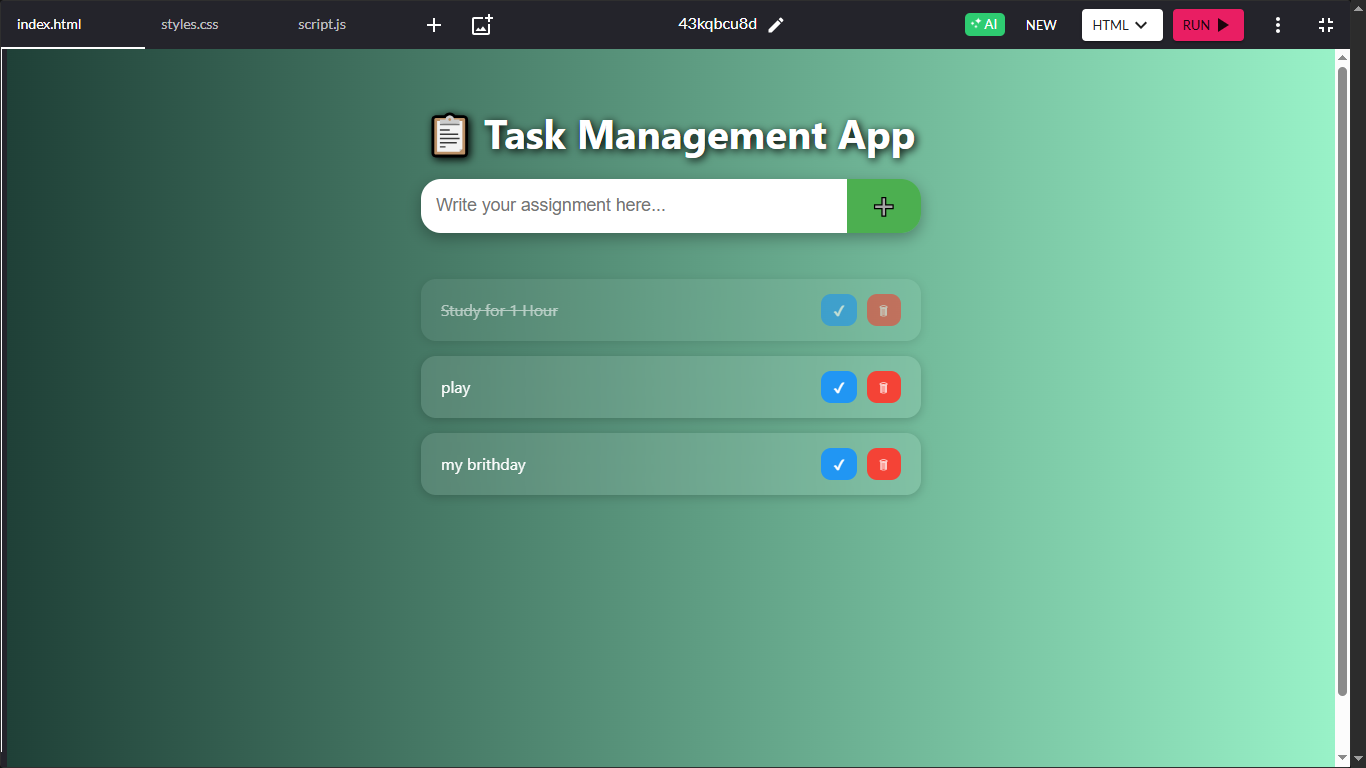 index.html
styles.css
script.js
43kqbcu8d
AI
NEW
HTML
RUN
Task Management App
Write your assignment here...
Study for 1 Hour
play
my brithday